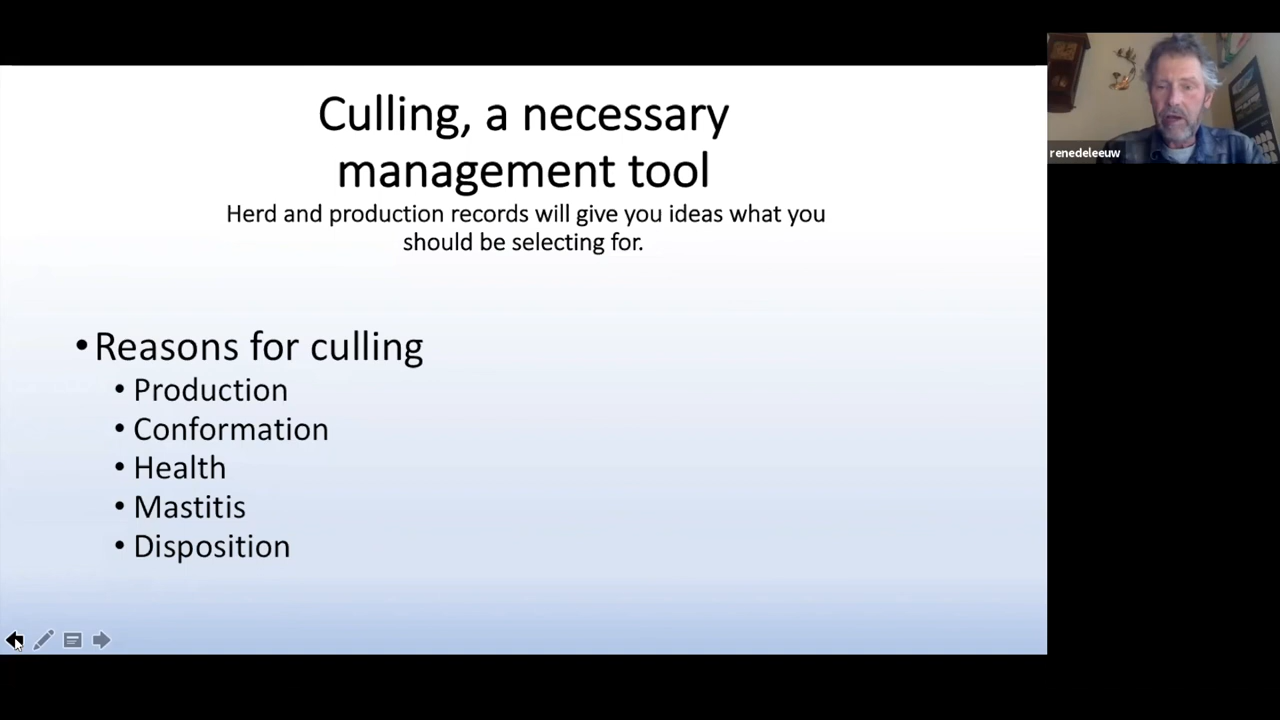 Culling, a necessary
management tool
Herd and production records will give you ideas what you
should be selecting for.
•Reasons for culling
• Production
• Conformation
• Health
• Mastitis
• Disposition
renedeleeuw